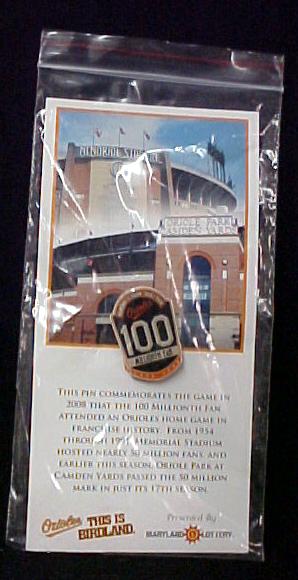 MEMORIAL STADIUM
ORIOLE PARK
CAMDEN YARDS
Orioles
100
MILLIONTH FAN
THIS PIN COMMEMORATES THE GAME IN
2008 THAT THE 100 MILLIONTH FAN
ATTENDED AN ORIOLES HOME GAME IN
FRANCHISE HISTORY. FROM 1954
THROUGH 1991 MEMORIAL STADIUM
HOSTED NEARLY 50 MILLION FANS, AND
EARLIER THIS SEASON, ORIOLE PARK AT
CAMDEN YARDS PASSED THE 50 MILLION
MARK IN JUST ITS 17TH SEASON.
Orioles THIS IS BIRDLAND.
Presented By
MARYLAND LOTTERY